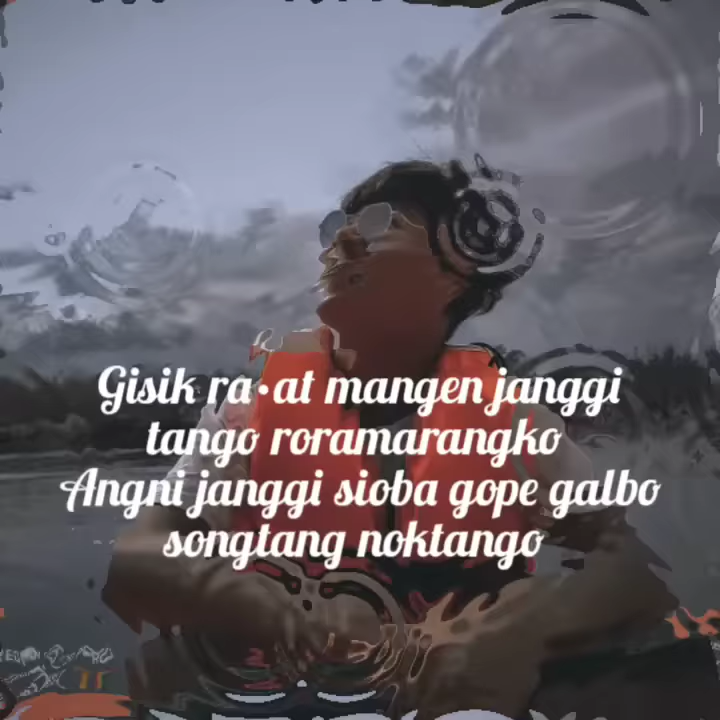 Gisik ra•at mangen janggi
tango roramarangko
Angni janggi sioba gope galbo
songtang noktango